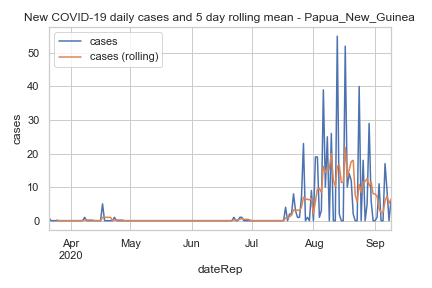 New COVID-19 daily cases and 5 day rolling mean - Papua_New_Guinea
cases
cases (rolling)
50
40
30
20
10
0
cases
Apr
2020
May
Jun
Jul
Aug
Sep
dateRep